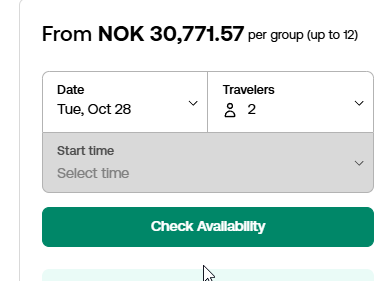 From NOK 30,771.57 per group (up to 12)
Date
Tue, Oct 28
Travelers
2
Start time
Select time
Check Availability